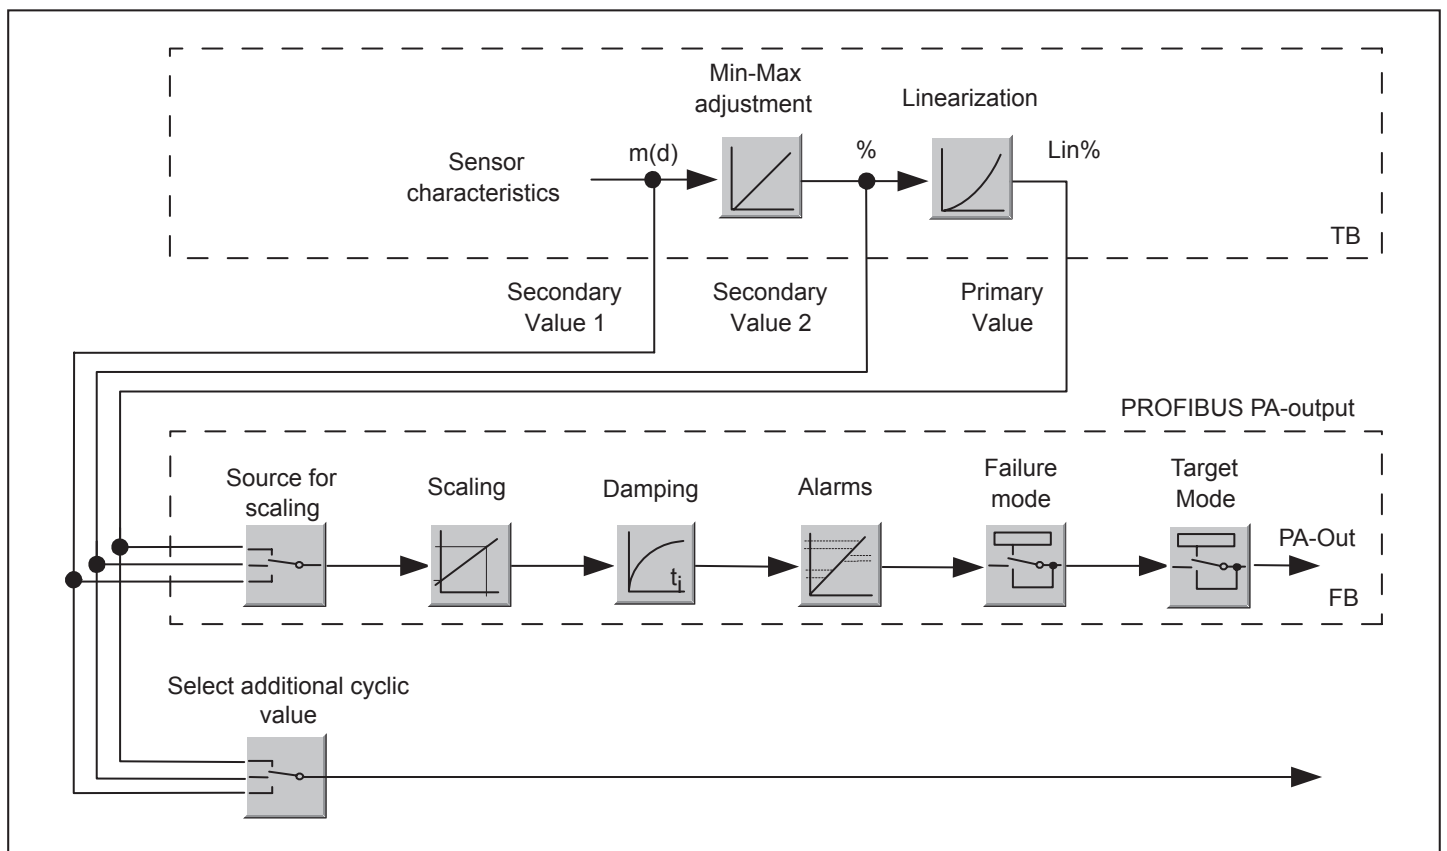 Min-Max
adjustment
Linearization
Sensor
characteristics
m(d)
%
Lin%
TB
Secondary
Value 1
Secondary
Value 2
Primary
Value
PROFIBUS PA-output
Source for
scaling
Scaling
Damping
Alarms
Failure
mode
Target
Mode
ti
PA-Out
FB
Select additional cyclic
value